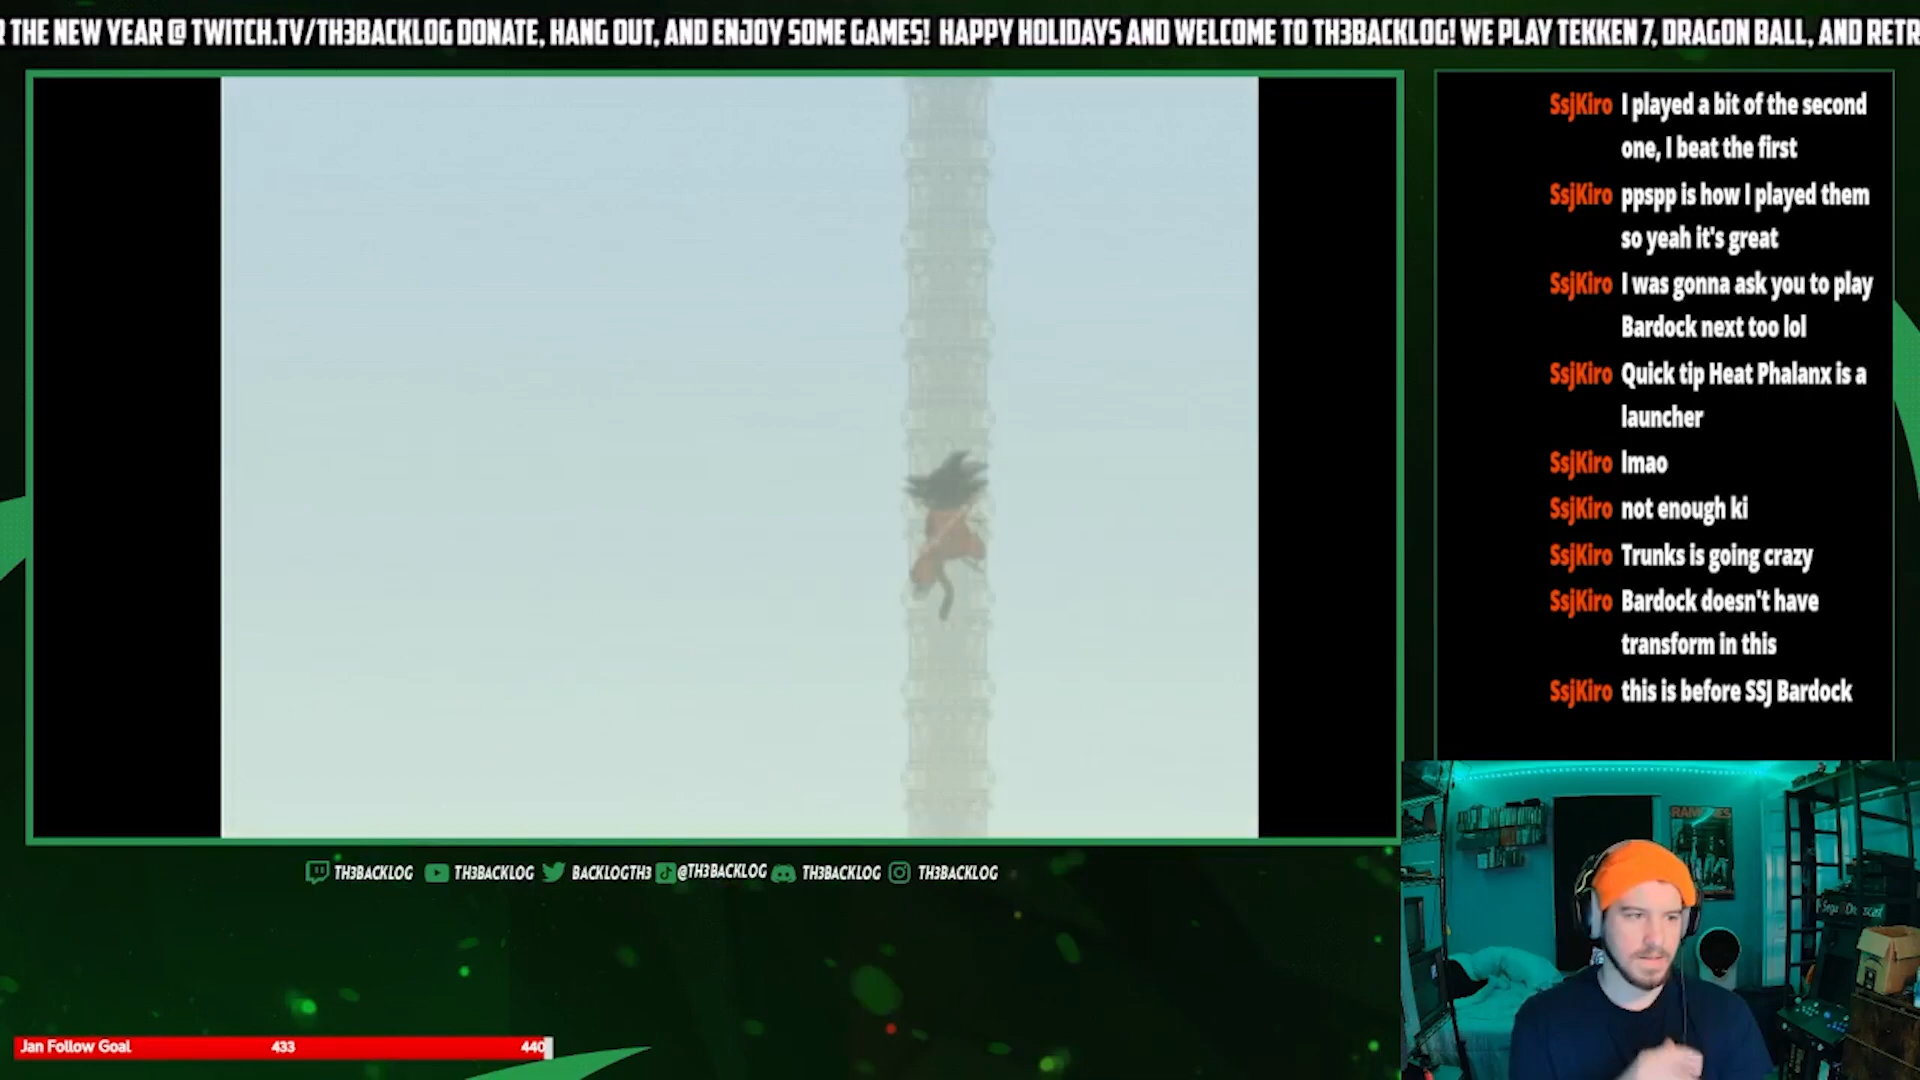 R THE NEW YEAR @ TWITCH.TV/TH3BACKLOG DONATE, HANG OUT, AND ENJOY SOME GAMES! HAPPY HOLIDAYS AND WELCOME TO TH3BACKLOG! WE PLAY TEKKEN 7, DRAGON BALL, AND RETR
SsjKiro I played a bit of the second
one, I beat the first
SsjKiro ppspp is how I played them
so yeah it's great
SsjKiro I was gonna ask you to play
Bardock next too lol
SsjKiro Quick tip Heat Phalanx is a
launcher
SsjKiro lmao
SsjKiro not enough ki
SsjKiro Trunks is going crazy
SsjKiro Bardock doesn't have
transform in this
SsjKiro this is before SSJ Bardock
RAMONES
TH3BACKLOG TH3BACKLOG BACKLOGTH3 @TH3BACKLOG TH3BACKLOG TH3BACKLOG
Jan Follow Goal 433 440